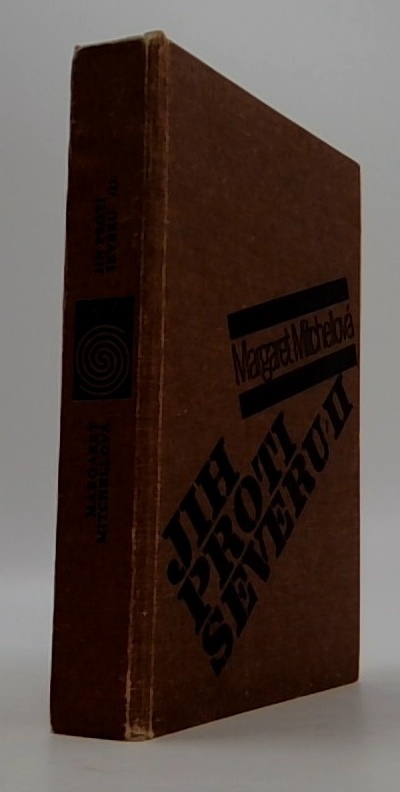 Margaret Mitchellová
JIH
PROTI
SEVERU·II
JIH PROTI
SEVERU /II/
MARGARET
MITCHELLOVÁ